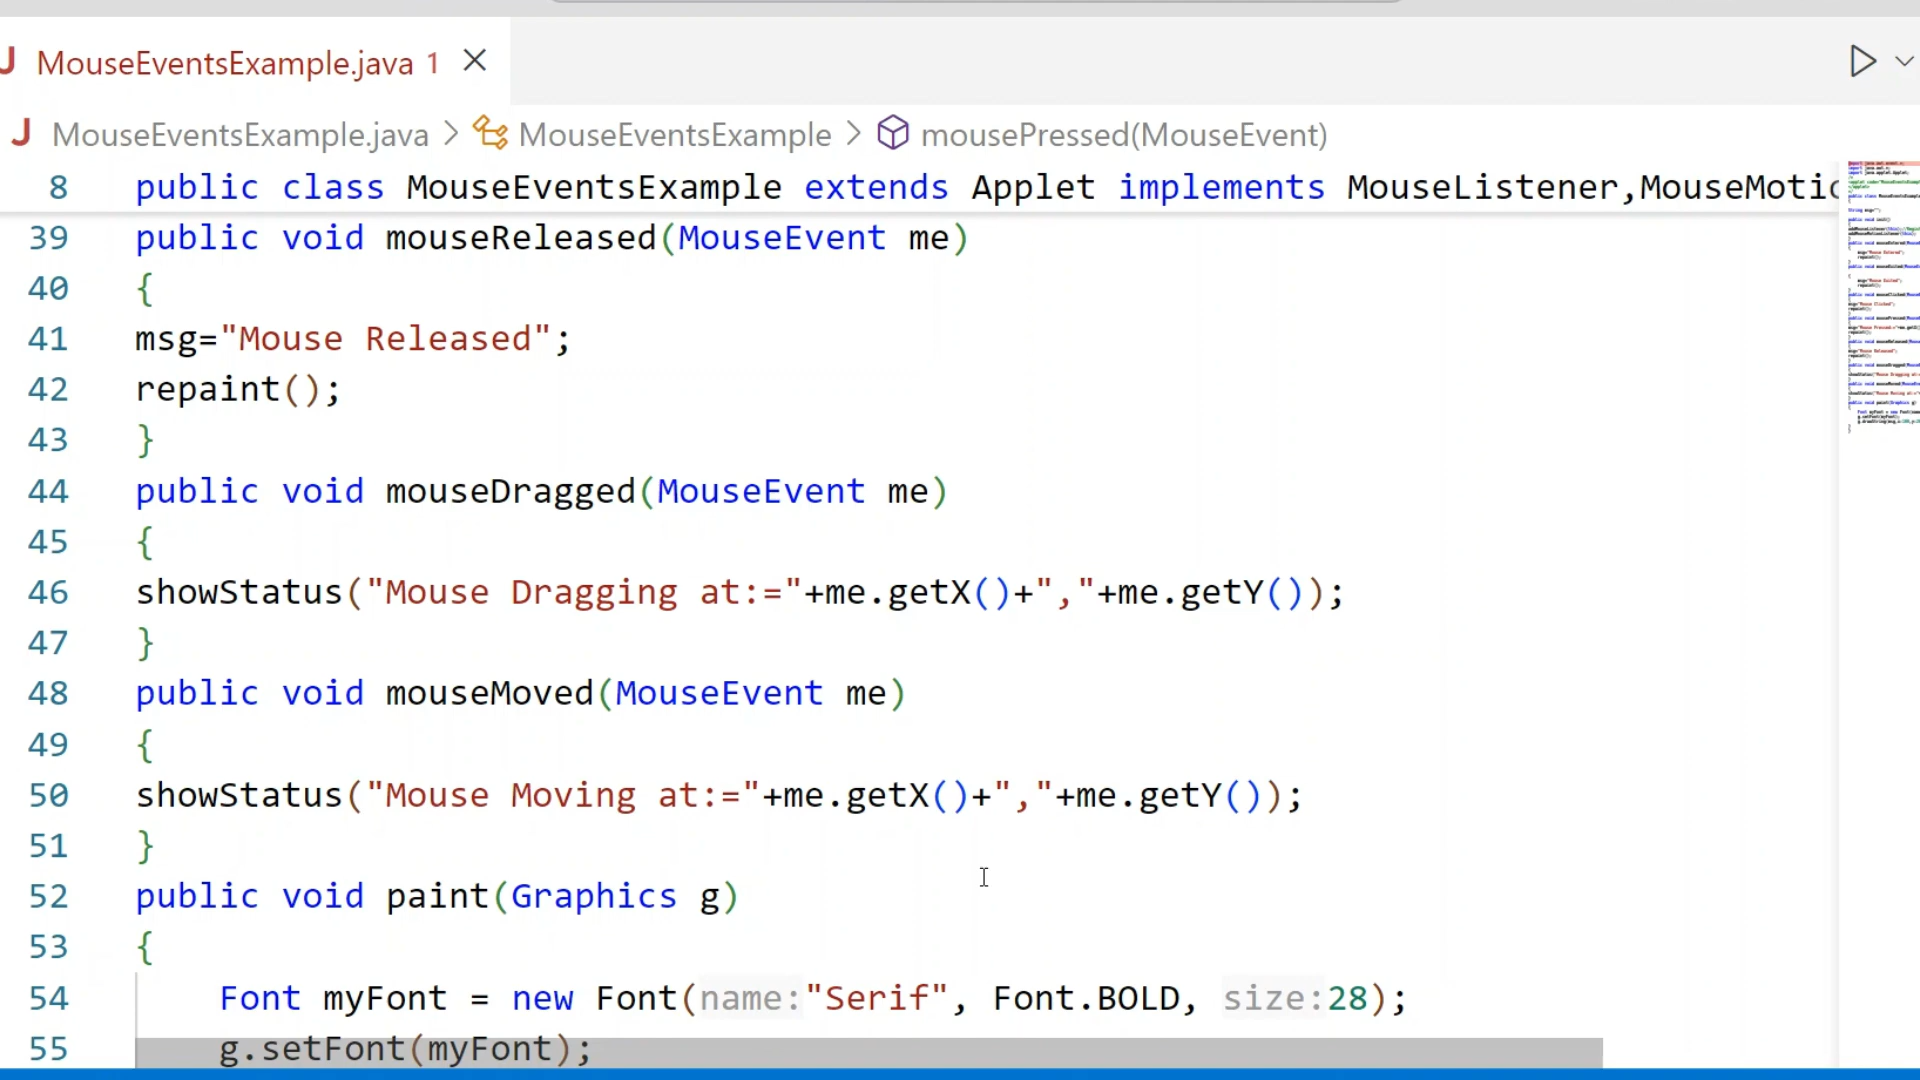 MouseEventsExample.java 1
MouseEventsExample.java > MouseEventsExample > mousePressed(MouseEvent)
8 public class MouseEventsExample extends Applet implements MouseListener,MouseMotio
39 public void mouseReleased(MouseEvent me)
40 {
41 msg="Mouse Released";
42 repaint();
43 }
44 public void mouseDragged(MouseEvent me)
45 {
46 showStatus("Mouse Dragging at:="+me.getX()+","+me.getY());
47 }
48 public void mouseMoved(MouseEvent me)
49 {
50 showStatus("Mouse Moving at:="+me.getX()+","+me.getY());
51 }
52 public void paint(Graphics g)
53 {
54 Font myFont = new Font(name:"Serif", Font.BOLD, size:28);
55 g.setFont(myFont);